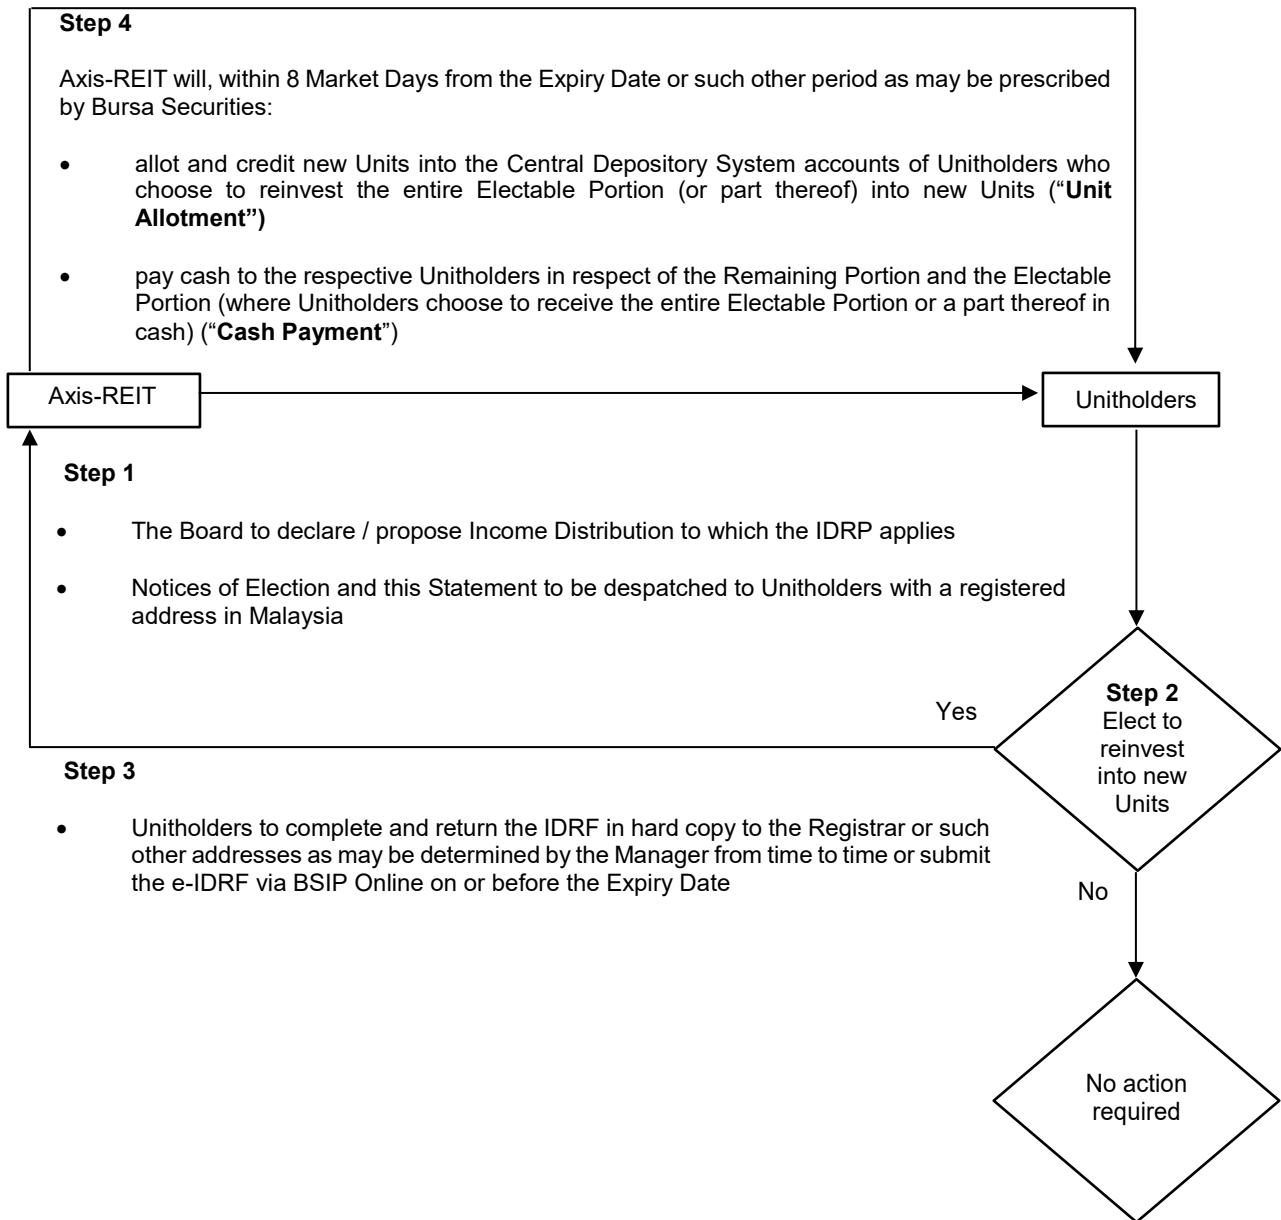 Step 4
Axis-REIT will, within 8 Market Days from the Expiry Date or such other period as may be prescribed
by Bursa Securities:
• allot and credit new Units into the Central Depository System accounts of Unitholders who
choose to reinvest the entire Electable Portion (or part thereof) into new Units (“Unit
Allotment”)
• pay cash to the respective Unitholders in respect of the Remaining Portion and the Electable
Portion (where Unitholders choose to receive the entire Electable Portion or a part thereof in
cash) (“Cash Payment”)
Axis-REIT
Unitholders
Step 1
• The Board to declare / propose Income Distribution to which the IDRP applies
• Notices of Election and this Statement to be despatched to Unitholders with a registered
address in Malaysia
Step 2
Elect to
reinvest
into new
Units
Yes
Step 3
• Unitholders to complete and return the IDRF in hard copy to the Registrar or such
other addresses as may be determined by the Manager from time to time or submit
the e-IDRF via BSIP Online on or before the Expiry Date
No
No action
required